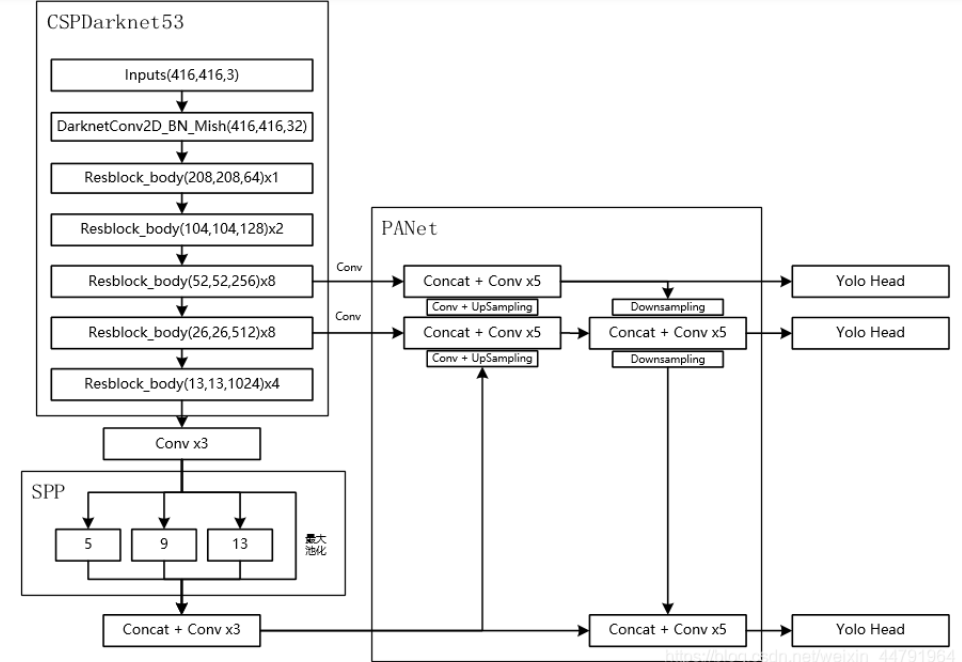 CSPDarknet53
Inputs(416,416,3)
DarknetConv2D_BN_Mish(416,416,32)
Resblock_body(208,208,64)x1
Resblock_body(104,104,128)x2
Resblock_body(52,52,256)x8
Resblock_body(26,26,512)x8
Resblock_body(13,13,1024)x4
Conv x3
SPP
5
9
13
最大
池化
Concat + Conv x3
Conv
Conv
PANet
Concat + Conv x5
Conv + UpSampling
Concat + Conv x5
Conv + UpSampling
Downsampling
Concat + Conv x5
Downsampling
Concat + Conv x5
Yolo Head
Yolo Head
Yolo Head
https://blog.csdn.net/weixin_44791964